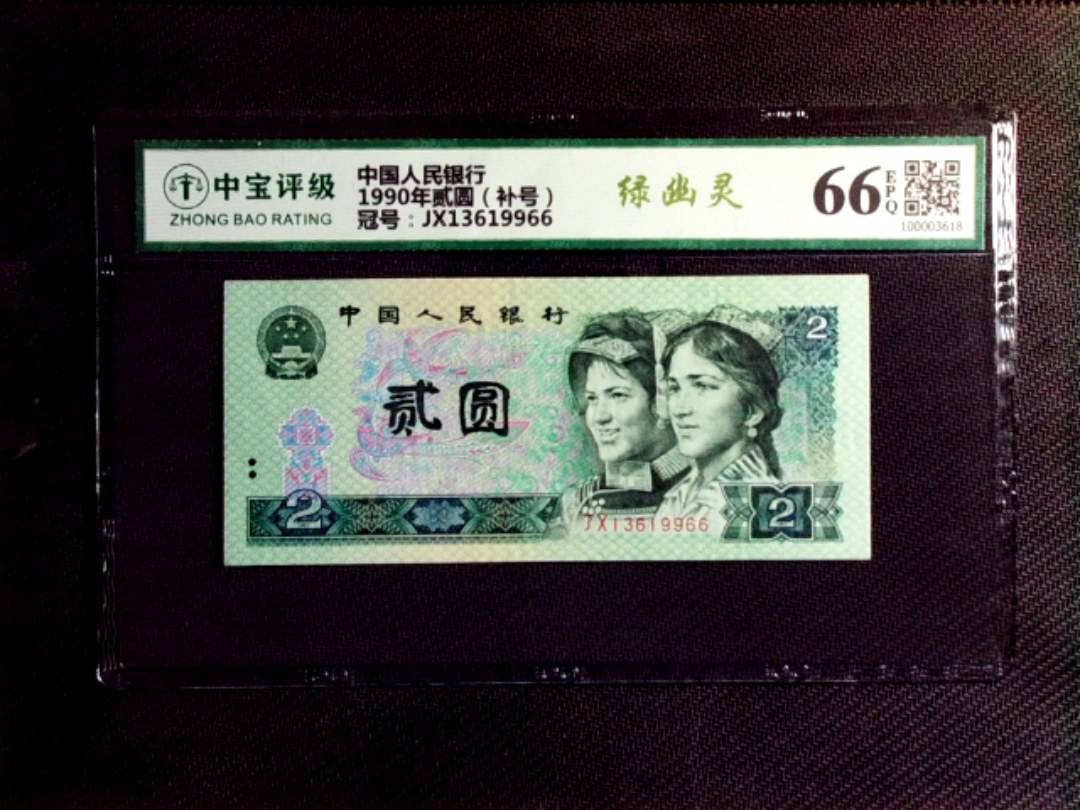 中宝评级
ZHONG BAO RATING
中国人民银行
1990年贰圆（补号）
冠号：JX13619966
绿幽灵
66
EPQ
100003618
中国人民银行
2
贰圆
2
JX13619966
2